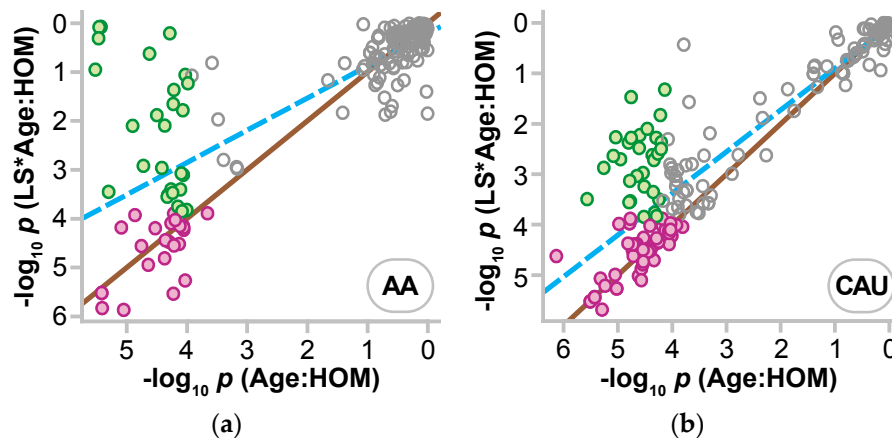 0
1
2
3
4
5
6
-log₁₀ p (LS*Age:HOM)
AA
5 4 3 2 1 0
-log₁₀ p (Age:HOM)
(a)
0
1
2
3
4
5
-log₁₀ p (LS*Age:HOM)
CAU
6 5 4 3 2 1 0
-log₁₀ p (Age:HOM)
(b)